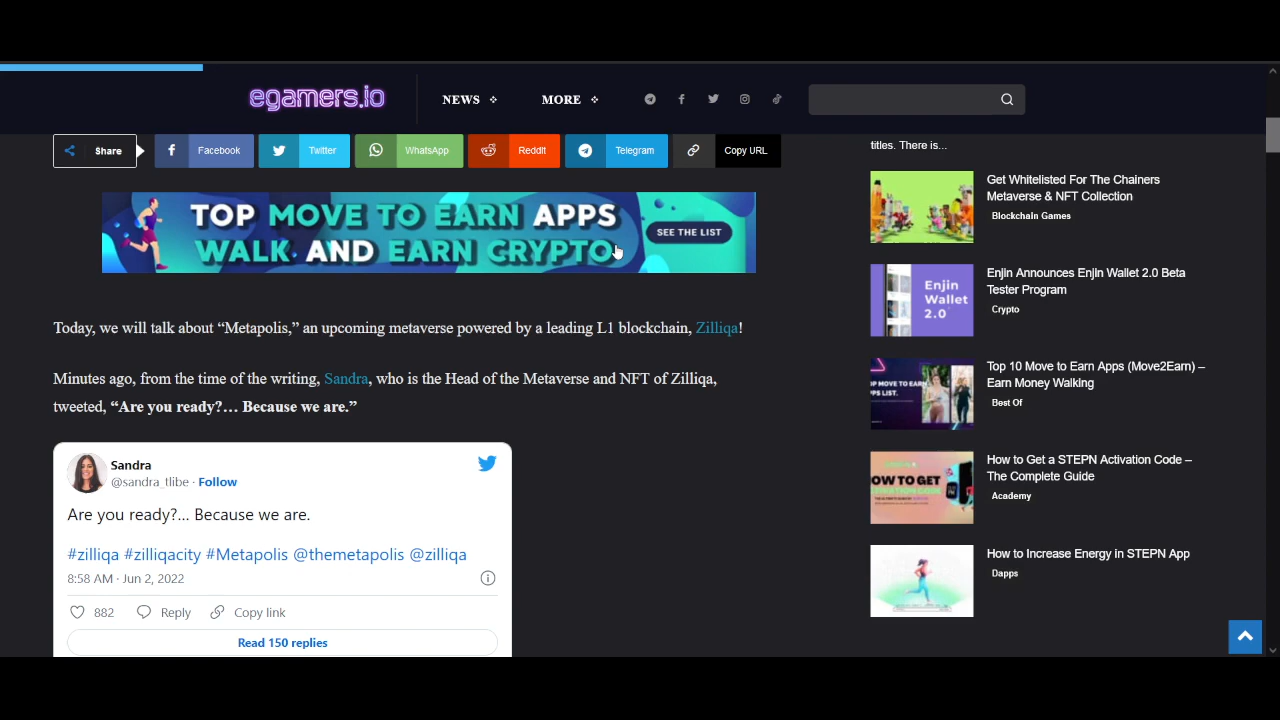 egamers.io
NEWS
MORE
Share
Facebook
Twitter
WhatsApp
Reddit
Telegram
Copy URL
TOP MOVE TO EARN APPS
WALK AND EARN CRYPTO
SEE THE LIST
Today, we will talk about “Metapolis,” an upcoming metaverse powered by a leading L1 blockchain, Zilliqa!
Minutes ago, from the time of the writing, Sandra, who is the Head of the Metaverse and NFT of Zilliqa,
tweeted, “Are you ready?… Because we are.”
Sandra
@sandra_tlibe · Follow
Are you ready?... Because we are.
#zilliqa #zilliqacity #Metapolis @themetapolis @zilliqa
8:58 AM · Jun 2, 2022
882 Reply Copy link
Read 150 replies
titles. There is...
Get Whitelisted For The Chainers
Metaverse & NFT Collection
Blockchain Games
Enjin
Wallet
2.0
Enjin Announces Enjin Wallet 2.0 Beta
Tester Program
Crypto
Top 10 Move to Earn Apps (Move2Earn) –
Earn Money Walking
Best Of
OW TO GET
How to Get a STEPN Activation Code –
The Complete Guide
Academy
How to Increase Energy in STEPN App
Dapps